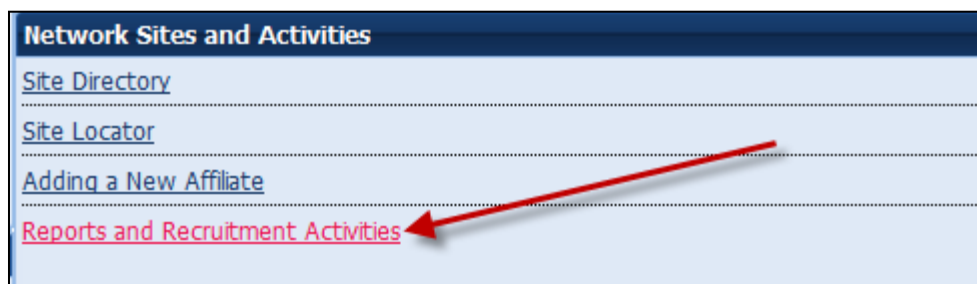 Network Sites and Activities
Site Directory
Site Locator
Adding a New Affiliate
Reports and Recruitment Activities